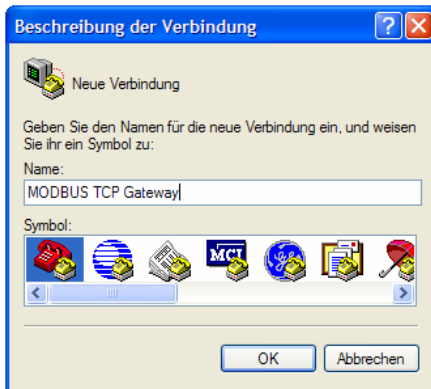 Beschreibung der Verbindung
Neue Verbindung
Geben Sie den Namen für die neue Verbindung ein, und weisen
Sie ihr ein Symbol zu:
Name:
MODBUS TCP Gateway
Symbol:
MCI
OK
Abbrechen